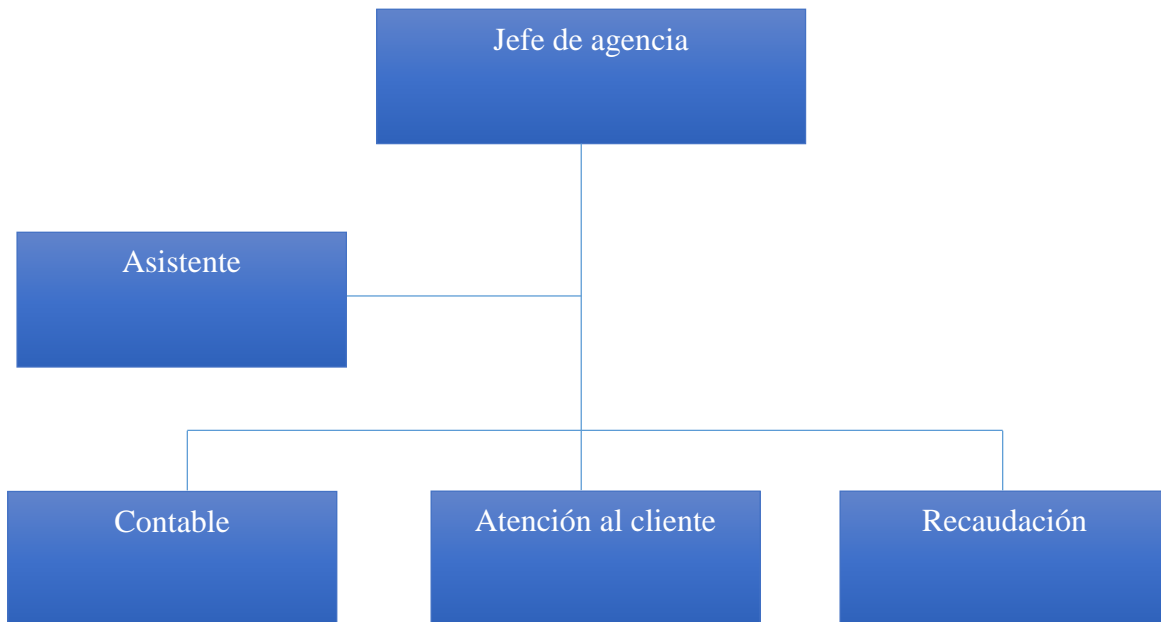 Jefe de agencia
Asistente
Contable
Atención al cliente
Recaudación